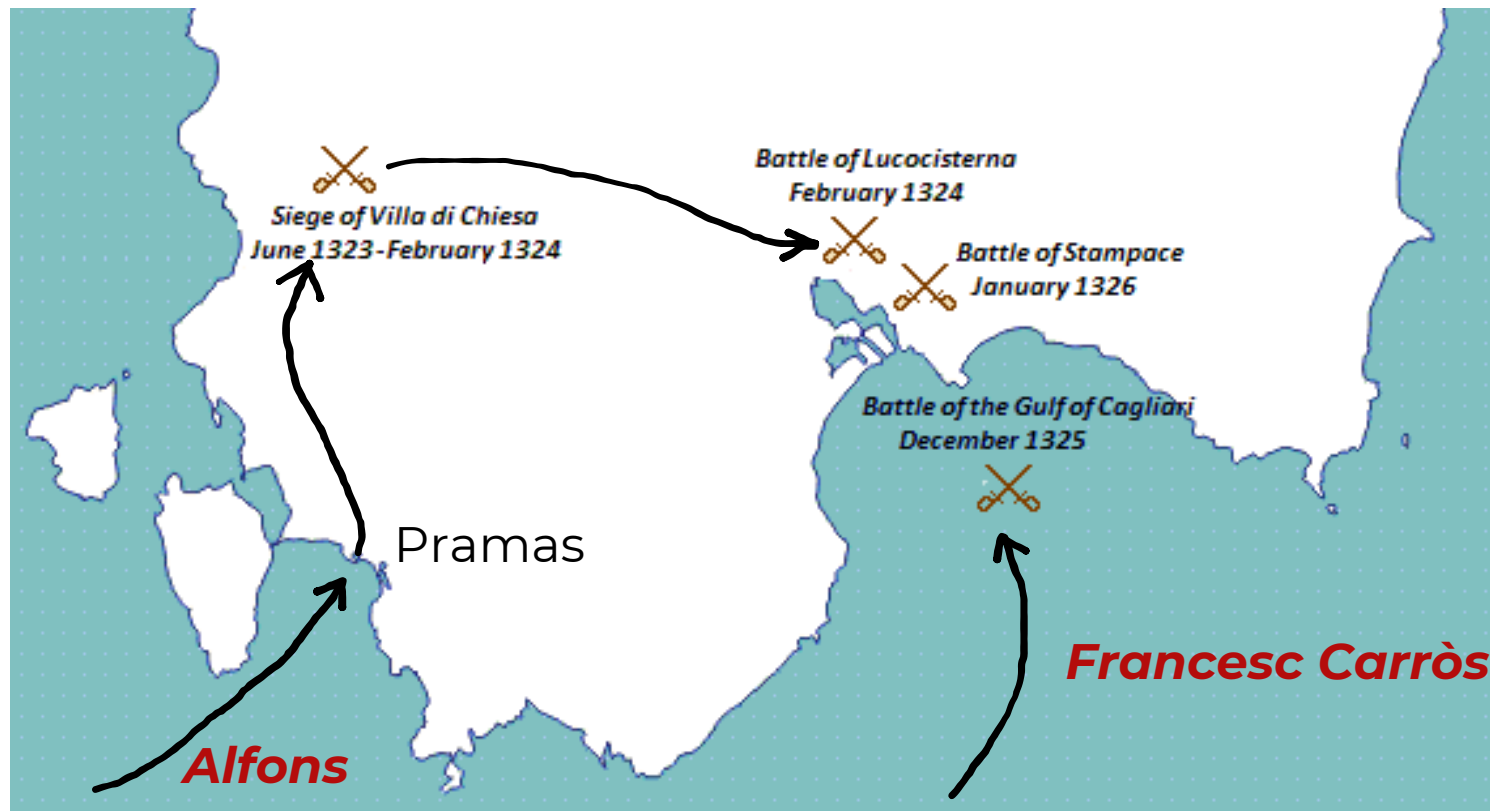 Battle of Lucocisterna
February 1324
Siege of Villa di Chiesa
June 1323-February 1324
Battle of Stampace
January 1326
Battle of the Gulf of Cagliari
December 1325
Pramas
Francesc Carròs
Alfons